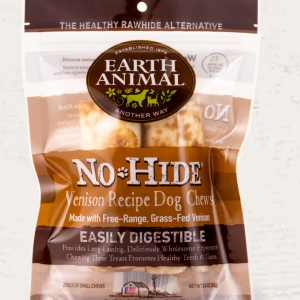 THE HEALTHY RAWHIDE ALTERNATIVE
ESTABLISHED 1979
EARTH
ANIMAL
ANOTHER WAY
No
NO-HIDE®
Venison Recipe Dog Chews
Made with Free-Range, Grass-Fed Venison
EASILY DIGESTIBLE
Provides Long-Lasting, Deliciously Wholesome Enjoyment
Chewing These Treats Promotes Healthy Teeth & Gums
2 PACK OF SMALL CHEWS